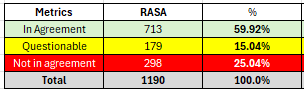 Metrics RASA %
In Agreement 713 59.92%
Questionable 179 15.04%
Not in agreement 298 25.04%
Total 1190 100.0%